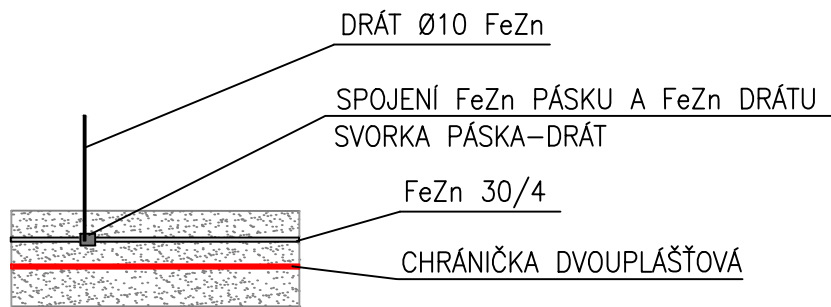 DRÁT Ø10 FeZn
SPOJENÍ FeZn PÁSKU A FeZn DRÁTU
SVORKA PÁSKA-DRÁT
FeZn 30/4
CHRÁNIČKA DVOUPLÁŠŤOVÁ